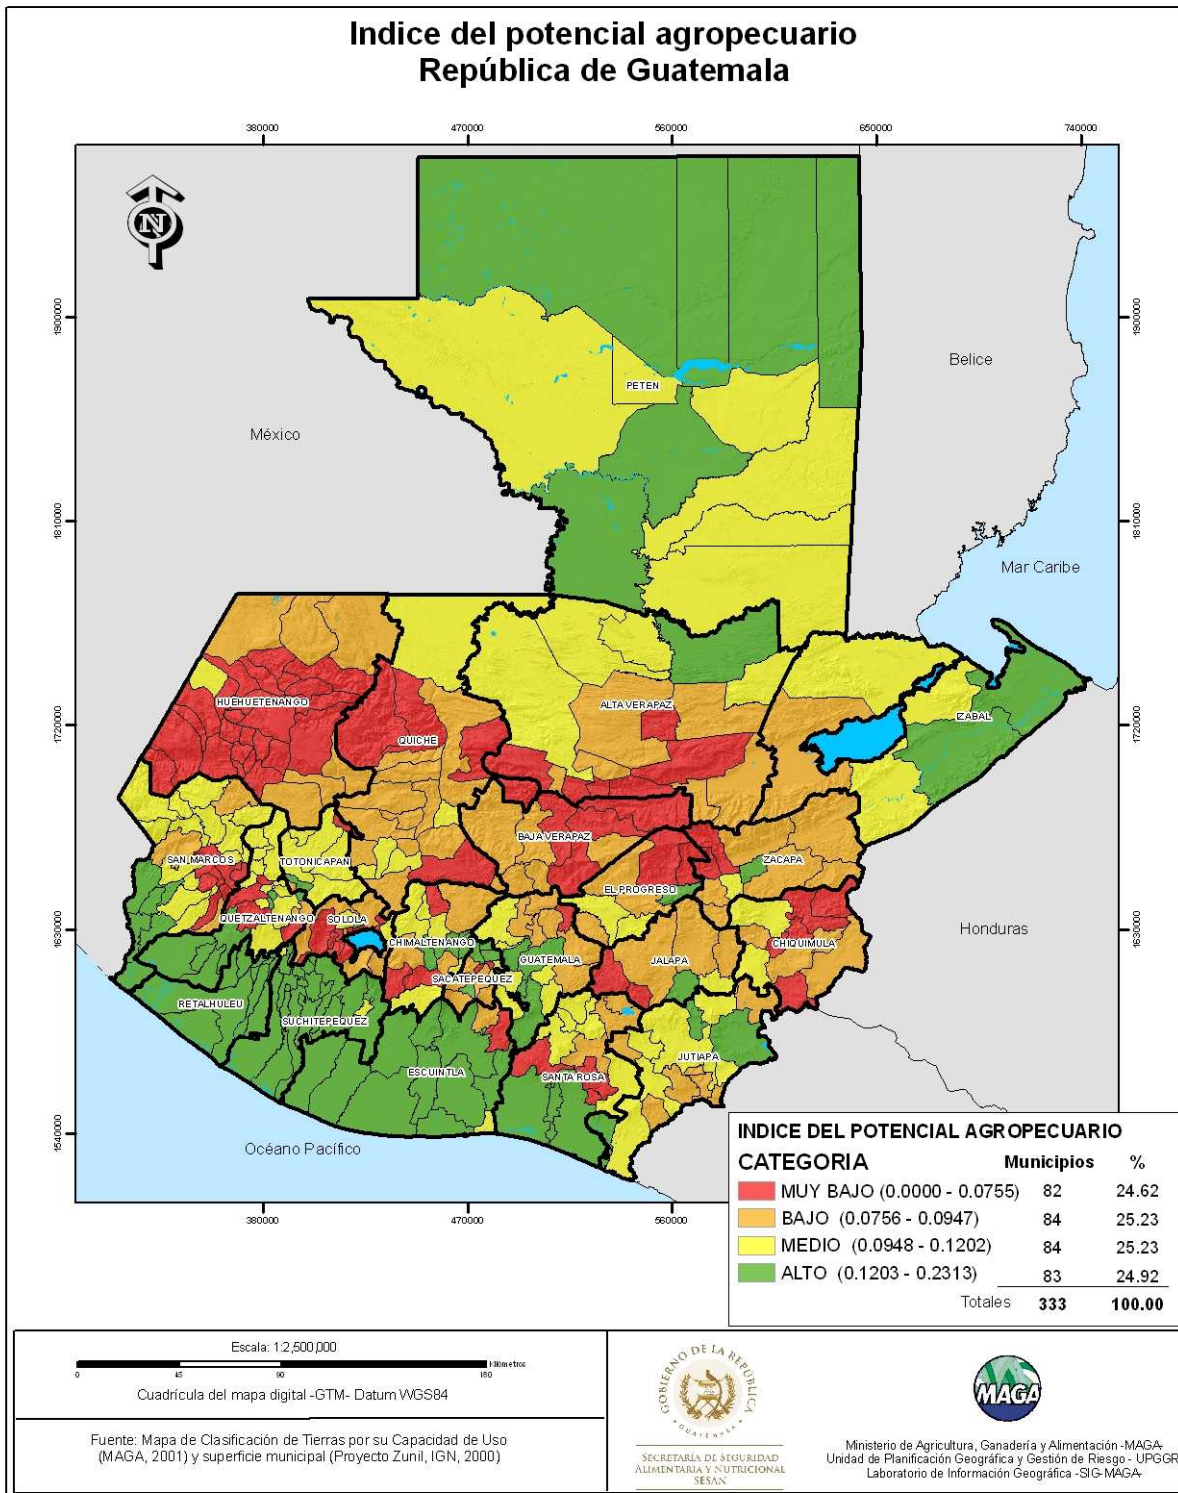 Indice del potencial agropecuario
República de Guatemala
380000 470000 560000 650000 740000
N
1900000 1900000
Belice
PETEN
México
1810000 1810000
Mar Caribe
HUEHUETENANGO
ALTA VERAPAZ
IZABAL
1720000 1720000
QUICHE
BAJA VERAPAZ
SAN MARCOS
TOTONICAPAN
ZACAPA
EL PROGRESO
QUETZALTENANGO
SOLOLA
1630000 1630000
Honduras
CHIMALTENANGO
CHIQUIMULA
GUATEMALA
JALAPA
SACATEPEQUEZ
RETALHULEU
SUCHITEPEQUEZ
JUTIAPA
ESCUINTLA
SANTA ROSA
1540000
Océano Pacífico
380000 470000 560000
INDICE DEL POTENCIAL AGROPECUARIO
CATEGORIA Municipios %
MUY BAJO (0.0000 - 0.0755) 82 24.62
BAJO (0.0756 - 0.0947) 84 25.23
MEDIO (0.0948 - 0.1202) 84 25.23
ALTO (0.1203 - 0.2313) 83 24.92
Totales 333 100.00
Escala: 1:2,500,000
Kilómetros
0 45 90 180
Cuadrícula del mapa digital -GTM- Datum WGS84
Fuente: Mapa de Clasificación de Tierras por su Capacidad de Uso
(MAGA, 2001) y superficie municipal (Proyecto Zunil, IGN, 2000)
GOBIERNO DE LA REPÚBLICA
GUATEMALA
SECRETARÍA DE SEGURIDAD
ALIMENTARIA Y NUTRICIONAL
SESAN
MAGA
Ministerio de Agricultura, Ganadería y Alimentación -MAGA-
Unidad de Planificación Geográfica y Gestión de Riesgo - UPGGR
Laboratorio de Información Geográfica -SIG-MAGA-